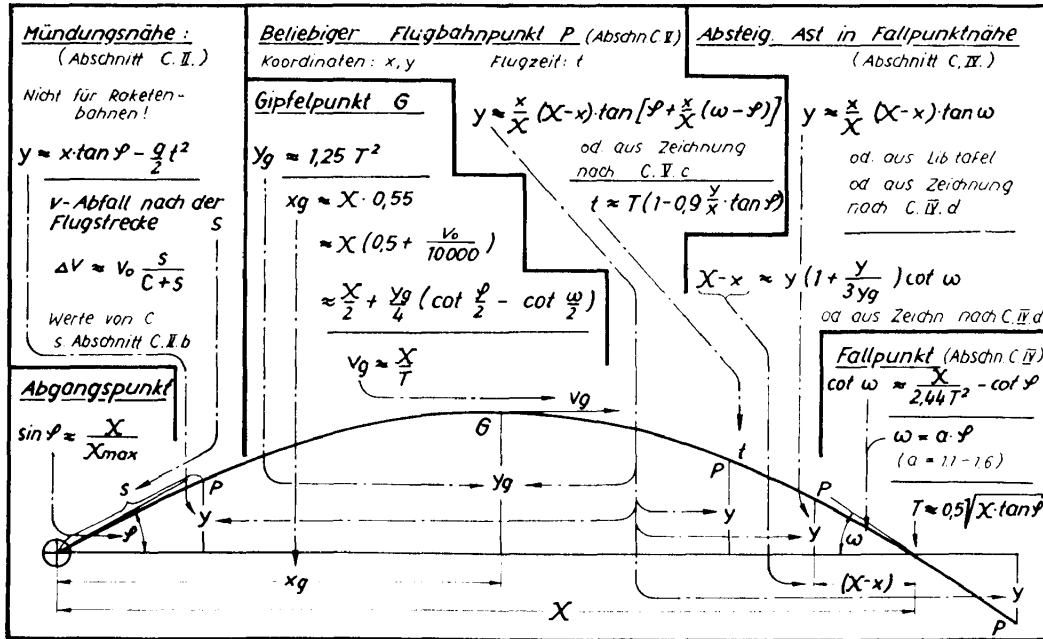 Mündungsnähe :
(Abschnitt C. II.)
Nicht für Raketen-
bahnen!
y ≈ x·tan φ − g/2 t²
v-Abfall nach der
Flugstrecke s
ΔV ≈ V₀ s/(C+s)
Werte von C
s. Abschnitt C.II.b
Abgangspunkt
sin φ ≈ X/Xmax
Beliebiger Flugbahnpunkt P (Abschn. C.V)
Koordinaten: x, y Flugzeit: t
Gipfelpunkt G
yg ≈ 1,25 T²
xg ≈ X · 0,55
≈ X (0,5 + V₀/10000)
≈ X/2 + yg/4 (cot φ/2 − cot ω/2)
vg ≈ X/T
y ≈ x/X (X−x)·tan [φ + x/X (ω−φ)]
od. aus Zeichnung
nach C.V.c
t ≈ T(1−0,9 y/x · tan φ)
Absteig. Ast in Fallpunktnähe
(Abschnitt C.IV.)
y ≈ x/X (X−x)·tan ω
od. aus Libtafel
od. aus Zeichnung
nach C.IV.d
X−x ≈ y (1 + y/3yg) cot ω
od aus Zeichn nach C.IV.d
Fallpunkt (Abschn. C IV)
cot ω ≈ X/2,44 T² − cot φ
ω = a·φ
(a = 1.1–1.6)
T ≈ 0,5 √X·tan φ
vg
G
s
P
y
φ
yg
t
P
y
P
y
ω
xg
(X−x)
X
y
P